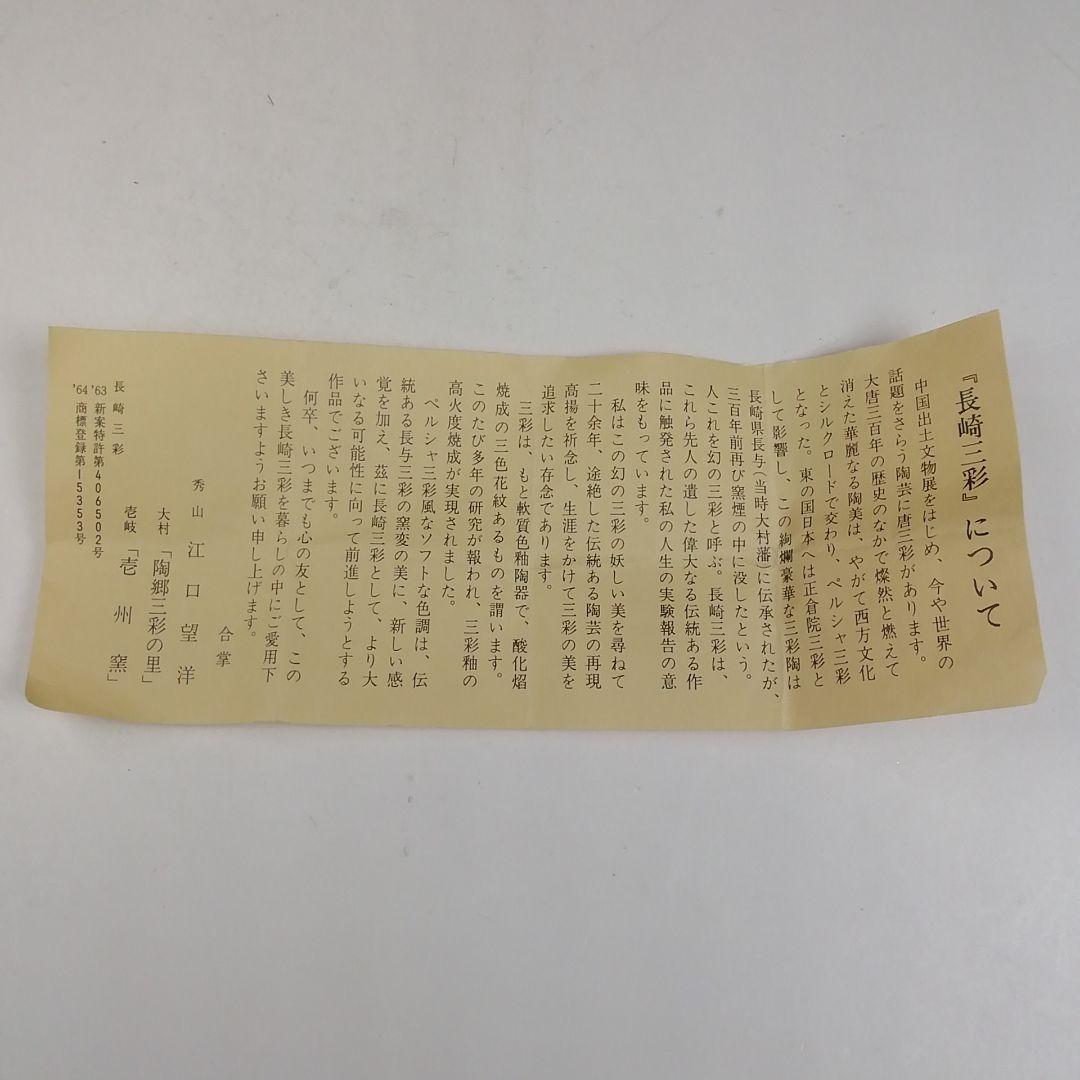 『長崎三彩』について
中国出土文物展をはじめ、今や世界の
話題をさらう陶芸に唐三彩があります。
大唐三百年の歴史のなかで燦然と燃えて
消えた華麗なる陶美は、やがて西方文化
とシルクロードで交わり、ペルシャ三彩
となった。東の国日本へは正倉院三彩と
して影響し、この絢爛豪華な三彩陶は
長崎県長与(当時大村藩)に伝承されたが、
三百年前再び窯煙の中に没したという。
人これを幻の三彩と呼ぶ。長崎三彩は、
これら先人の遺した偉大なる伝統ある作
品に触発された私の人生の実験報告の意
味をもっています。
私はこの幻の三彩の妖しい美を尋ねて
二十余年、途絶した伝統ある陶芸の再現
高揚を祈念し、生涯をかけて三彩の美を
追求したい存念であります。
三彩は、もと軟質色釉陶器で、酸化焰
焼成の三色花紋あるものを謂います。
このたび多年の研究が報われ、三彩釉の
高火度焼成が実現されました。
ペルシャ三彩風なソフトな色調は、伝
統ある長与三彩の窯変の美に、新しい感
覚を加え、茲に長崎三彩として、より大
いなる可能性に向って前進しようとする
作品でございます。
何卒、いつまでも心の友として、この
美しき長崎三彩を暮らしの中にご愛用下
さいますようお願い申し上げます。
合掌
秀山 江口望洋
大村「陶郷三彩の里」
壱岐「壱州窯」
長崎三彩
'63 新案特許第406502号
'64 商標登録第15353号